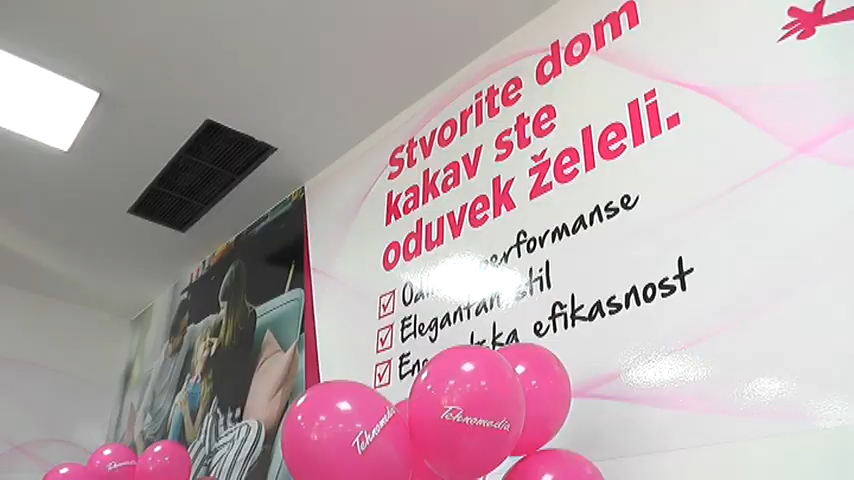 Stvorite dom
kakav ste
oduvek želeli.
performanse
Elegantan stil
efikasnost
Tehnomedia
Tehnomedia